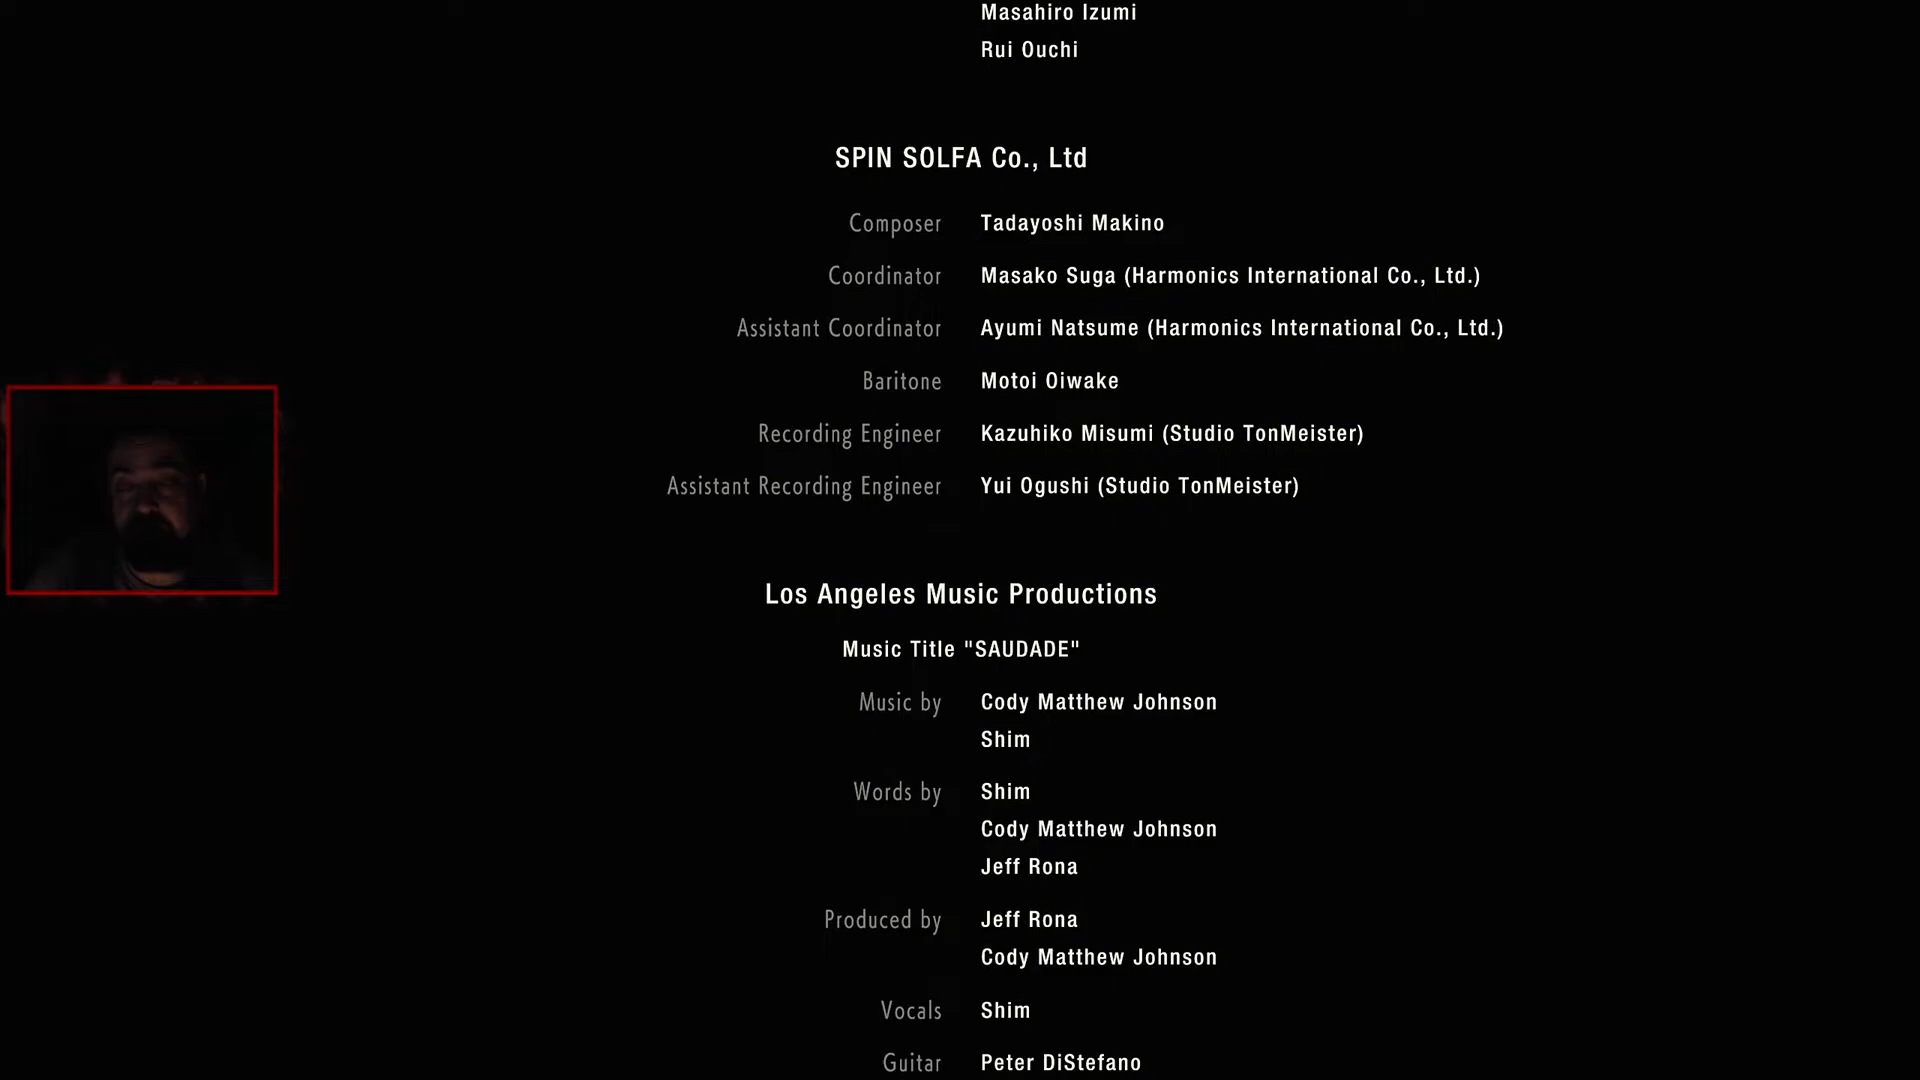 Masahiro Izumi
Rui Ouchi
SPIN SOLFA Co., Ltd
Composer Tadayoshi Makino
Coordinator Masako Suga (Harmonics International Co., Ltd.)
Assistant Coordinator Ayumi Natsume (Harmonics International Co., Ltd.)
Baritone Motoi Oiwake
Recording Engineer Kazuhiko Misumi (Studio TonMeister)
Assistant Recording Engineer Yui Ogushi (Studio TonMeister)
Los Angeles Music Productions
Music Title "SAUDADE"
Music by Cody Matthew Johnson
Shim
Words by Shim
Cody Matthew Johnson
Jeff Rona
Produced by Jeff Rona
Cody Matthew Johnson
Vocals Shim
Guitar Peter DiStefano